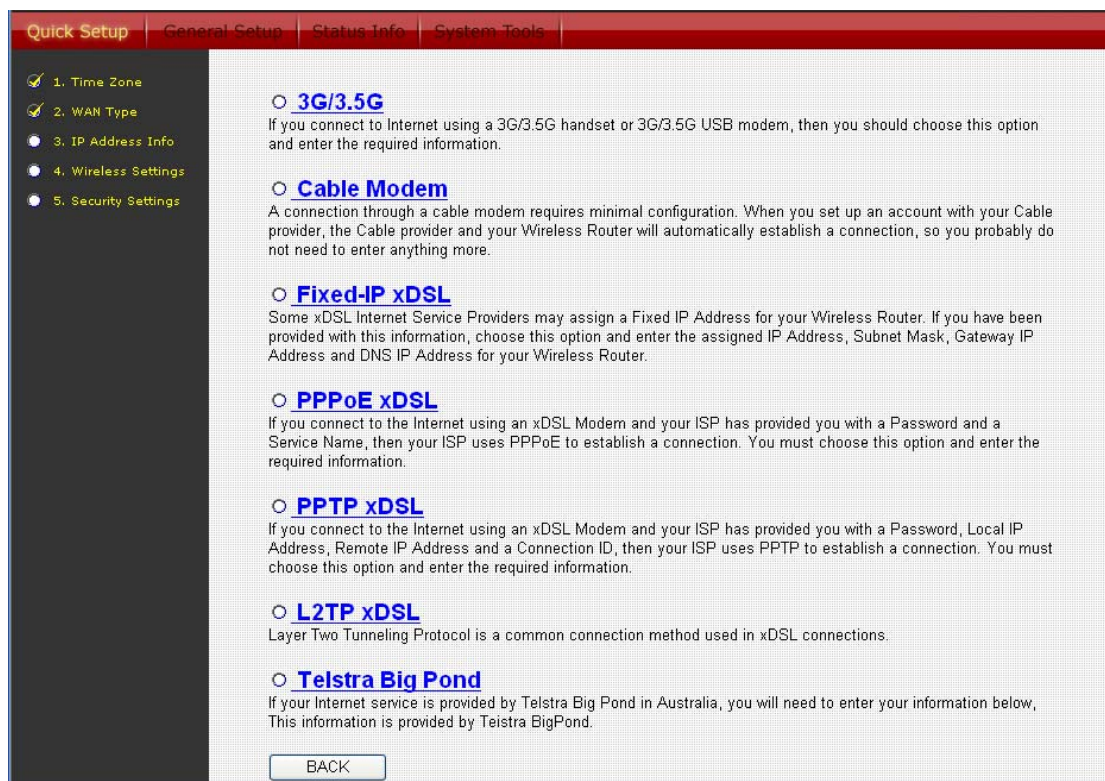 Quick Setup General Setup Status Info System Tools
1. Time Zone
2. WAN Type
3. IP Address Info
4. Wireless Settings
5. Security Settings
3G/3.5G
If you connect to Internet using a 3G/3.5G handset or 3G/3.5G USB modem, then you should choose this option
and enter the required information.
Cable Modem
A connection through a cable modem requires minimal configuration. When you set up an account with your Cable
provider, the Cable provider and your Wireless Router will automatically establish a connection, so you probably do
not need to enter anything more.
Fixed-IP xDSL
Some xDSL Internet Service Providers may assign a Fixed IP Address for your Wireless Router. If you have been
provided with this information, choose this option and enter the assigned IP Address, Subnet Mask, Gateway IP
Address and DNS IP Address for your Wireless Router.
PPPoE xDSL
If you connect to the Internet using an xDSL Modem and your ISP has provided you with a Password and a
Service Name, then your ISP uses PPPoE to establish a connection. You must choose this option and enter the
required information.
PPTP xDSL
If you connect to the Internet using an xDSL Modem and your ISP has provided you with a Password, Local IP
Address, Remote IP Address and a Connection ID, then your ISP uses PPTP to establish a connection. You must
choose this option and enter the required information.
L2TP xDSL
Layer Two Tunneling Protocol is a common connection method used in xDSL connections.
Telstra Big Pond
If your Internet service is provided by Telstra Big Pond in Australia, you will need to enter your information below,
This information is provided by Teistra BigPond.
BACK